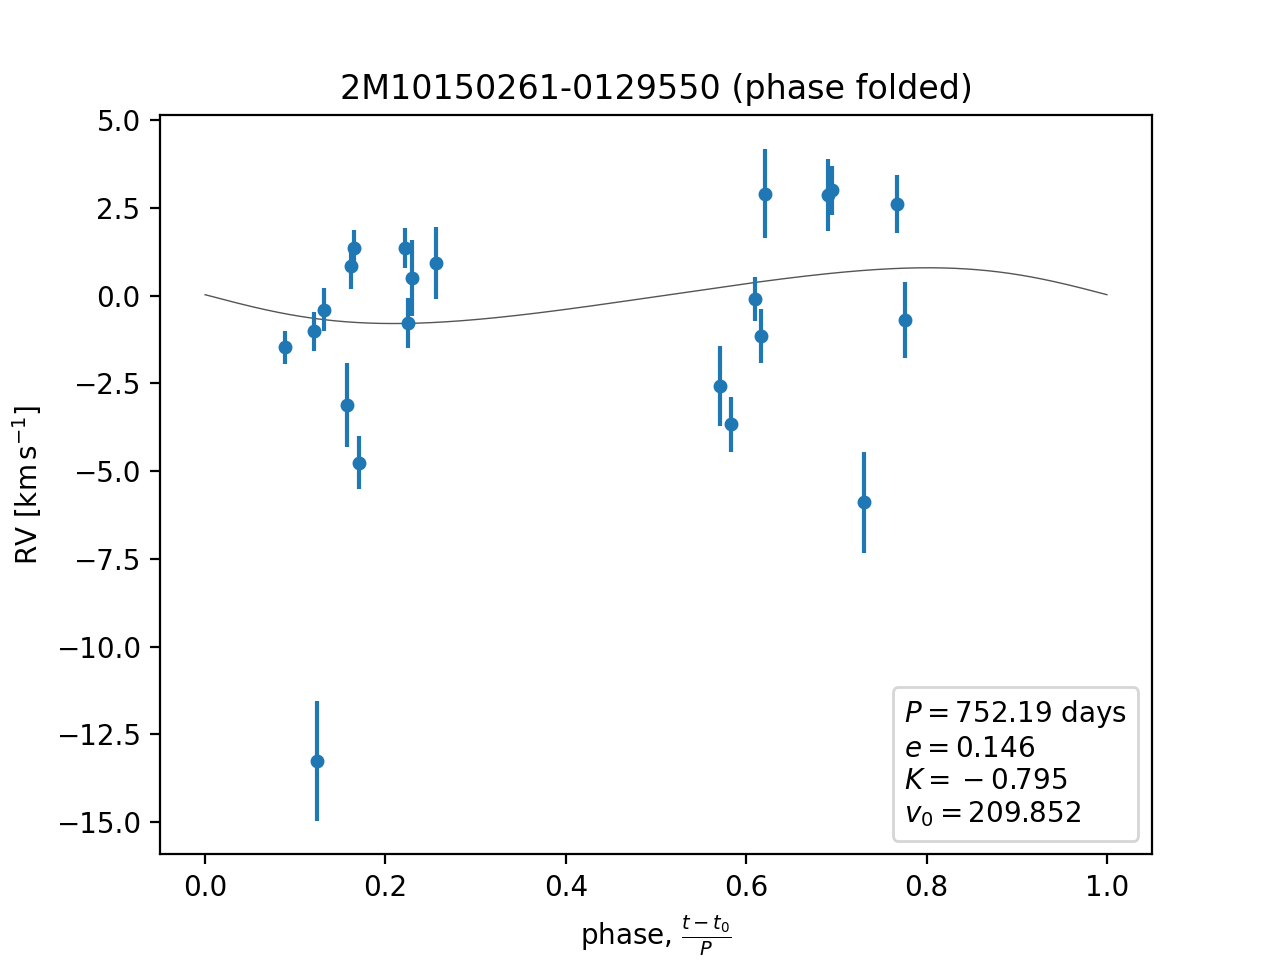 2M10150261-0129550 (phase folded)
5.0
2.5
0.0
−2.5
−5.0
−7.5
−10.0
−12.5
−15.0
RV [km s⁻¹]
P = 752.19 days
e = 0.146
K = −0.795
v₀ = 209.852
0.0 0.2 0.4 0.6 0.8 1.0
phase, (t − t₀)/P